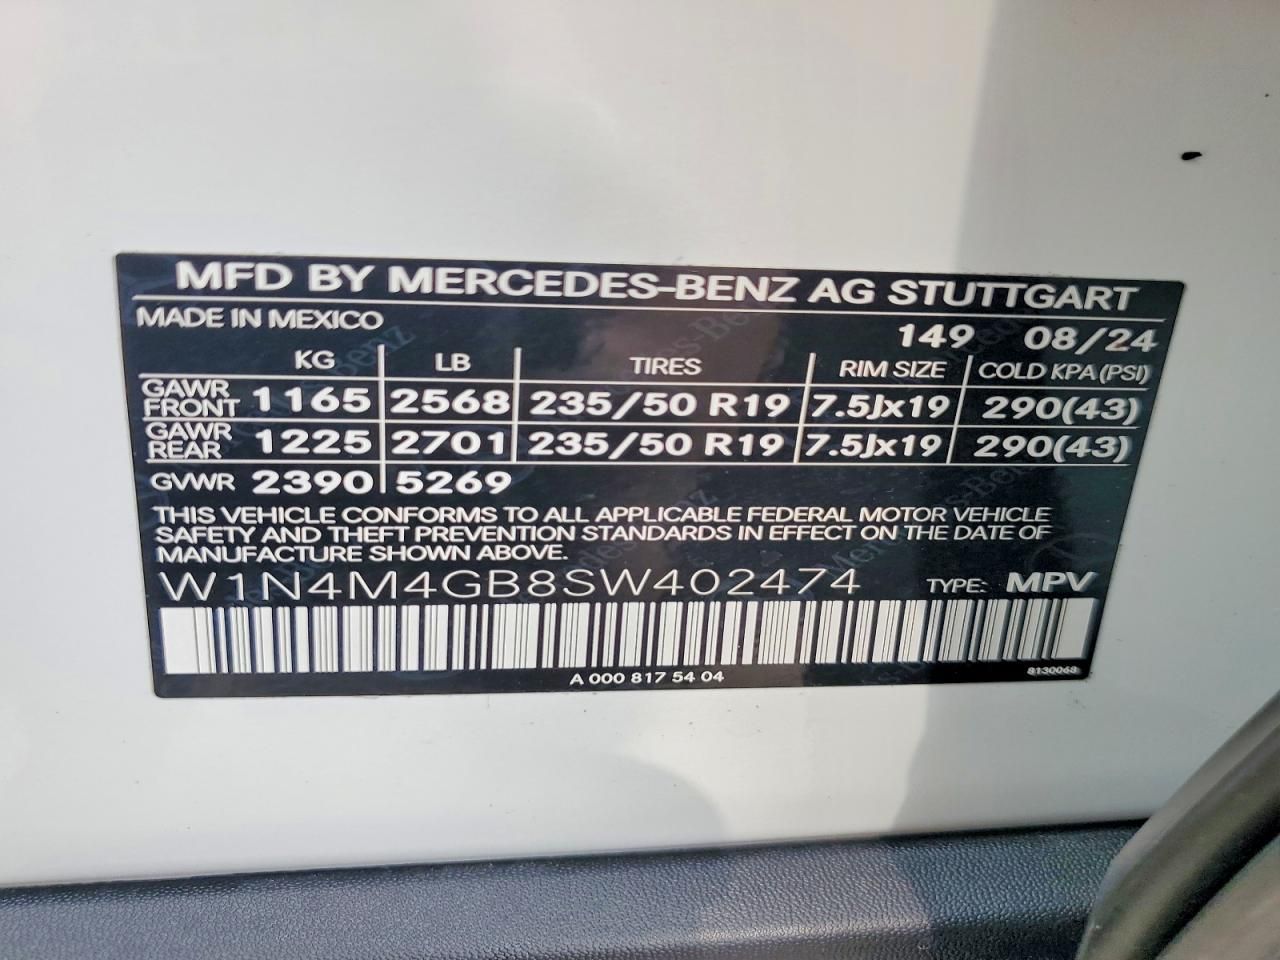 MFD BY MERCEDES-BENZ AG STUTTGART
MADE IN MEXICO 149 08/24
KG LB TIRES RIM SIZE COLD KPA (PSI)
GAWR FRONT 1165 2568 235/50 R19 7.5Jx19 290(43)
GAWR REAR 1225 2701 235/50 R19 7.5Jx19 290(43)
GVWR 2390 5269
THIS VEHICLE CONFORMS TO ALL APPLICABLE FEDERAL MOTOR VEHICLE
SAFETY AND THEFT PREVENTION STANDARDS IN EFFECT ON THE DATE OF
MANUFACTURE SHOWN ABOVE.
W1N4M4GB8SW402474 TYPE: MPV
A 000 817 54 04 8130068